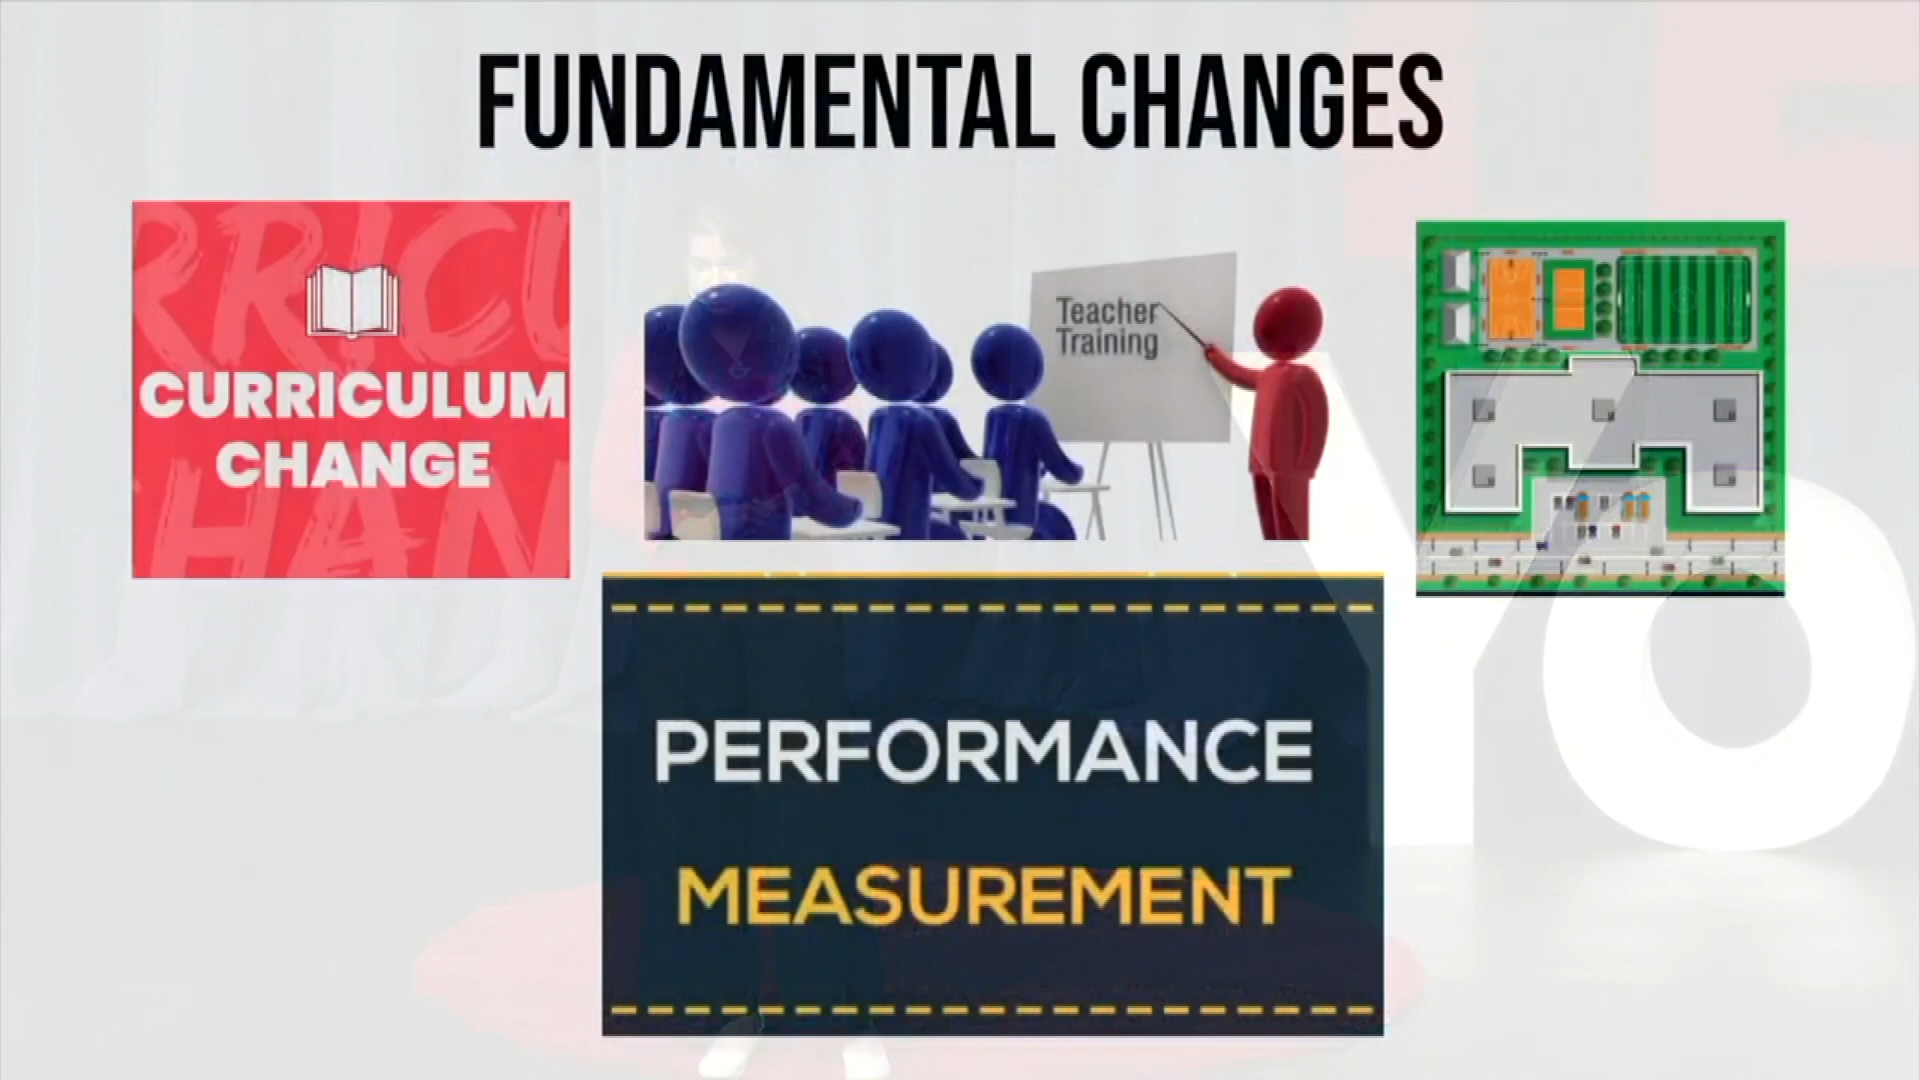 FUNDAMENTAL CHANGES
CURRICULUM
CHANGE
Teacher
Training
PERFORMANCE
MEASUREMENT